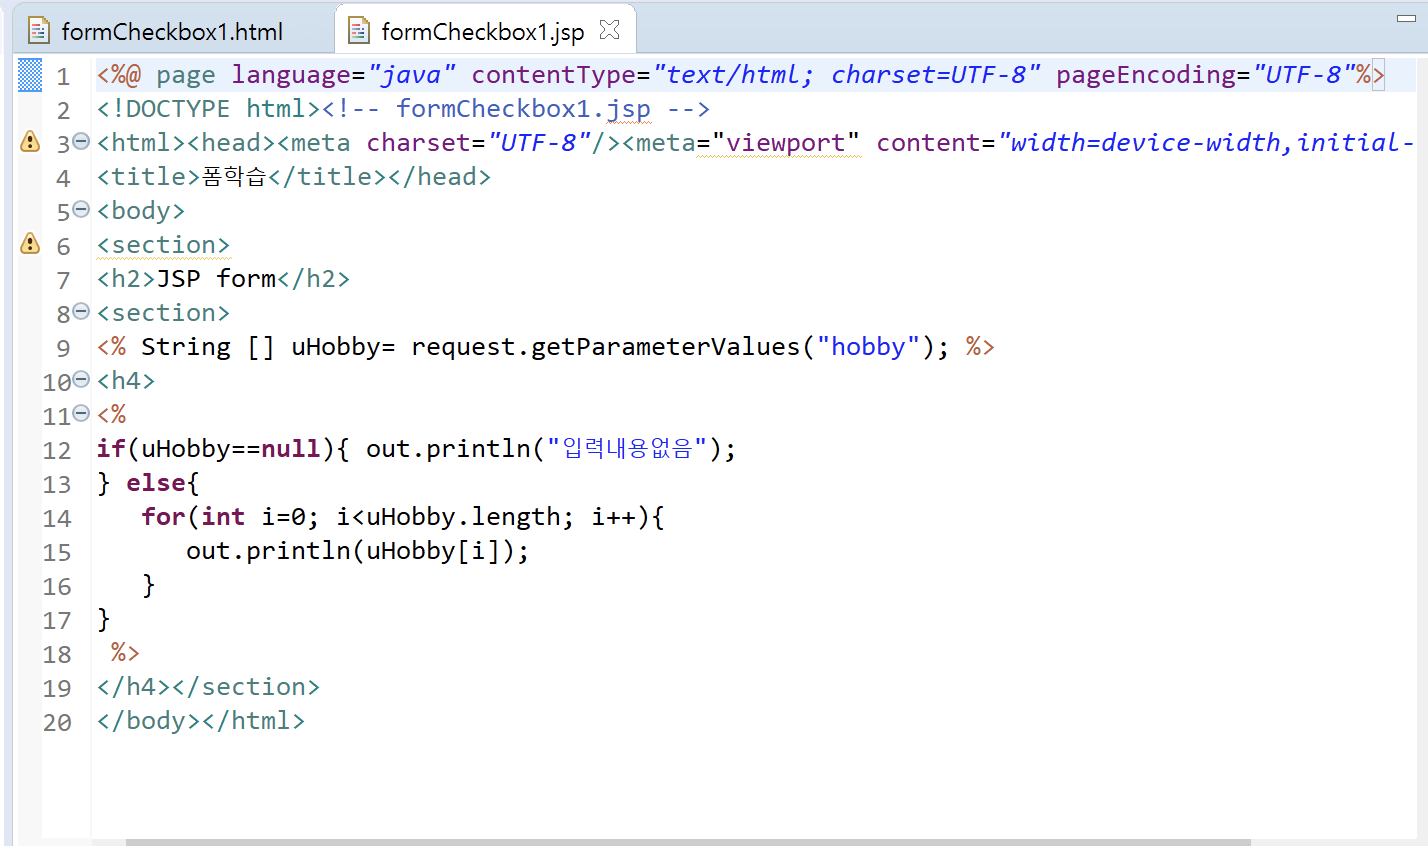 formCheckbox1.html formCheckbox1.jsp
1 <%@ page language="java" contentType="text/html; charset=UTF-8" pageEncoding="UTF-8"%>
2 <!DOCTYPE html><!-- formCheckbox1.jsp -->
3 <html><head><meta charset="UTF-8"/><meta="viewport" content="width=device-width,initial-
4 <title>폼학습</title></head>
5 <body>
6 <section>
7 <h2>JSP form</h2>
8 <section>
9 <% String [] uHobby= request.getParameterValues("hobby"); %>
10 <h4>
11 <%
12 if(uHobby==null){ out.println("입력내용없음");
13 } else{
14    for(int i=0; i<uHobby.length; i++){
15       out.println(uHobby[i]);
16    }
17 }
18  %>
19 </h4></section>
20 </body></html>